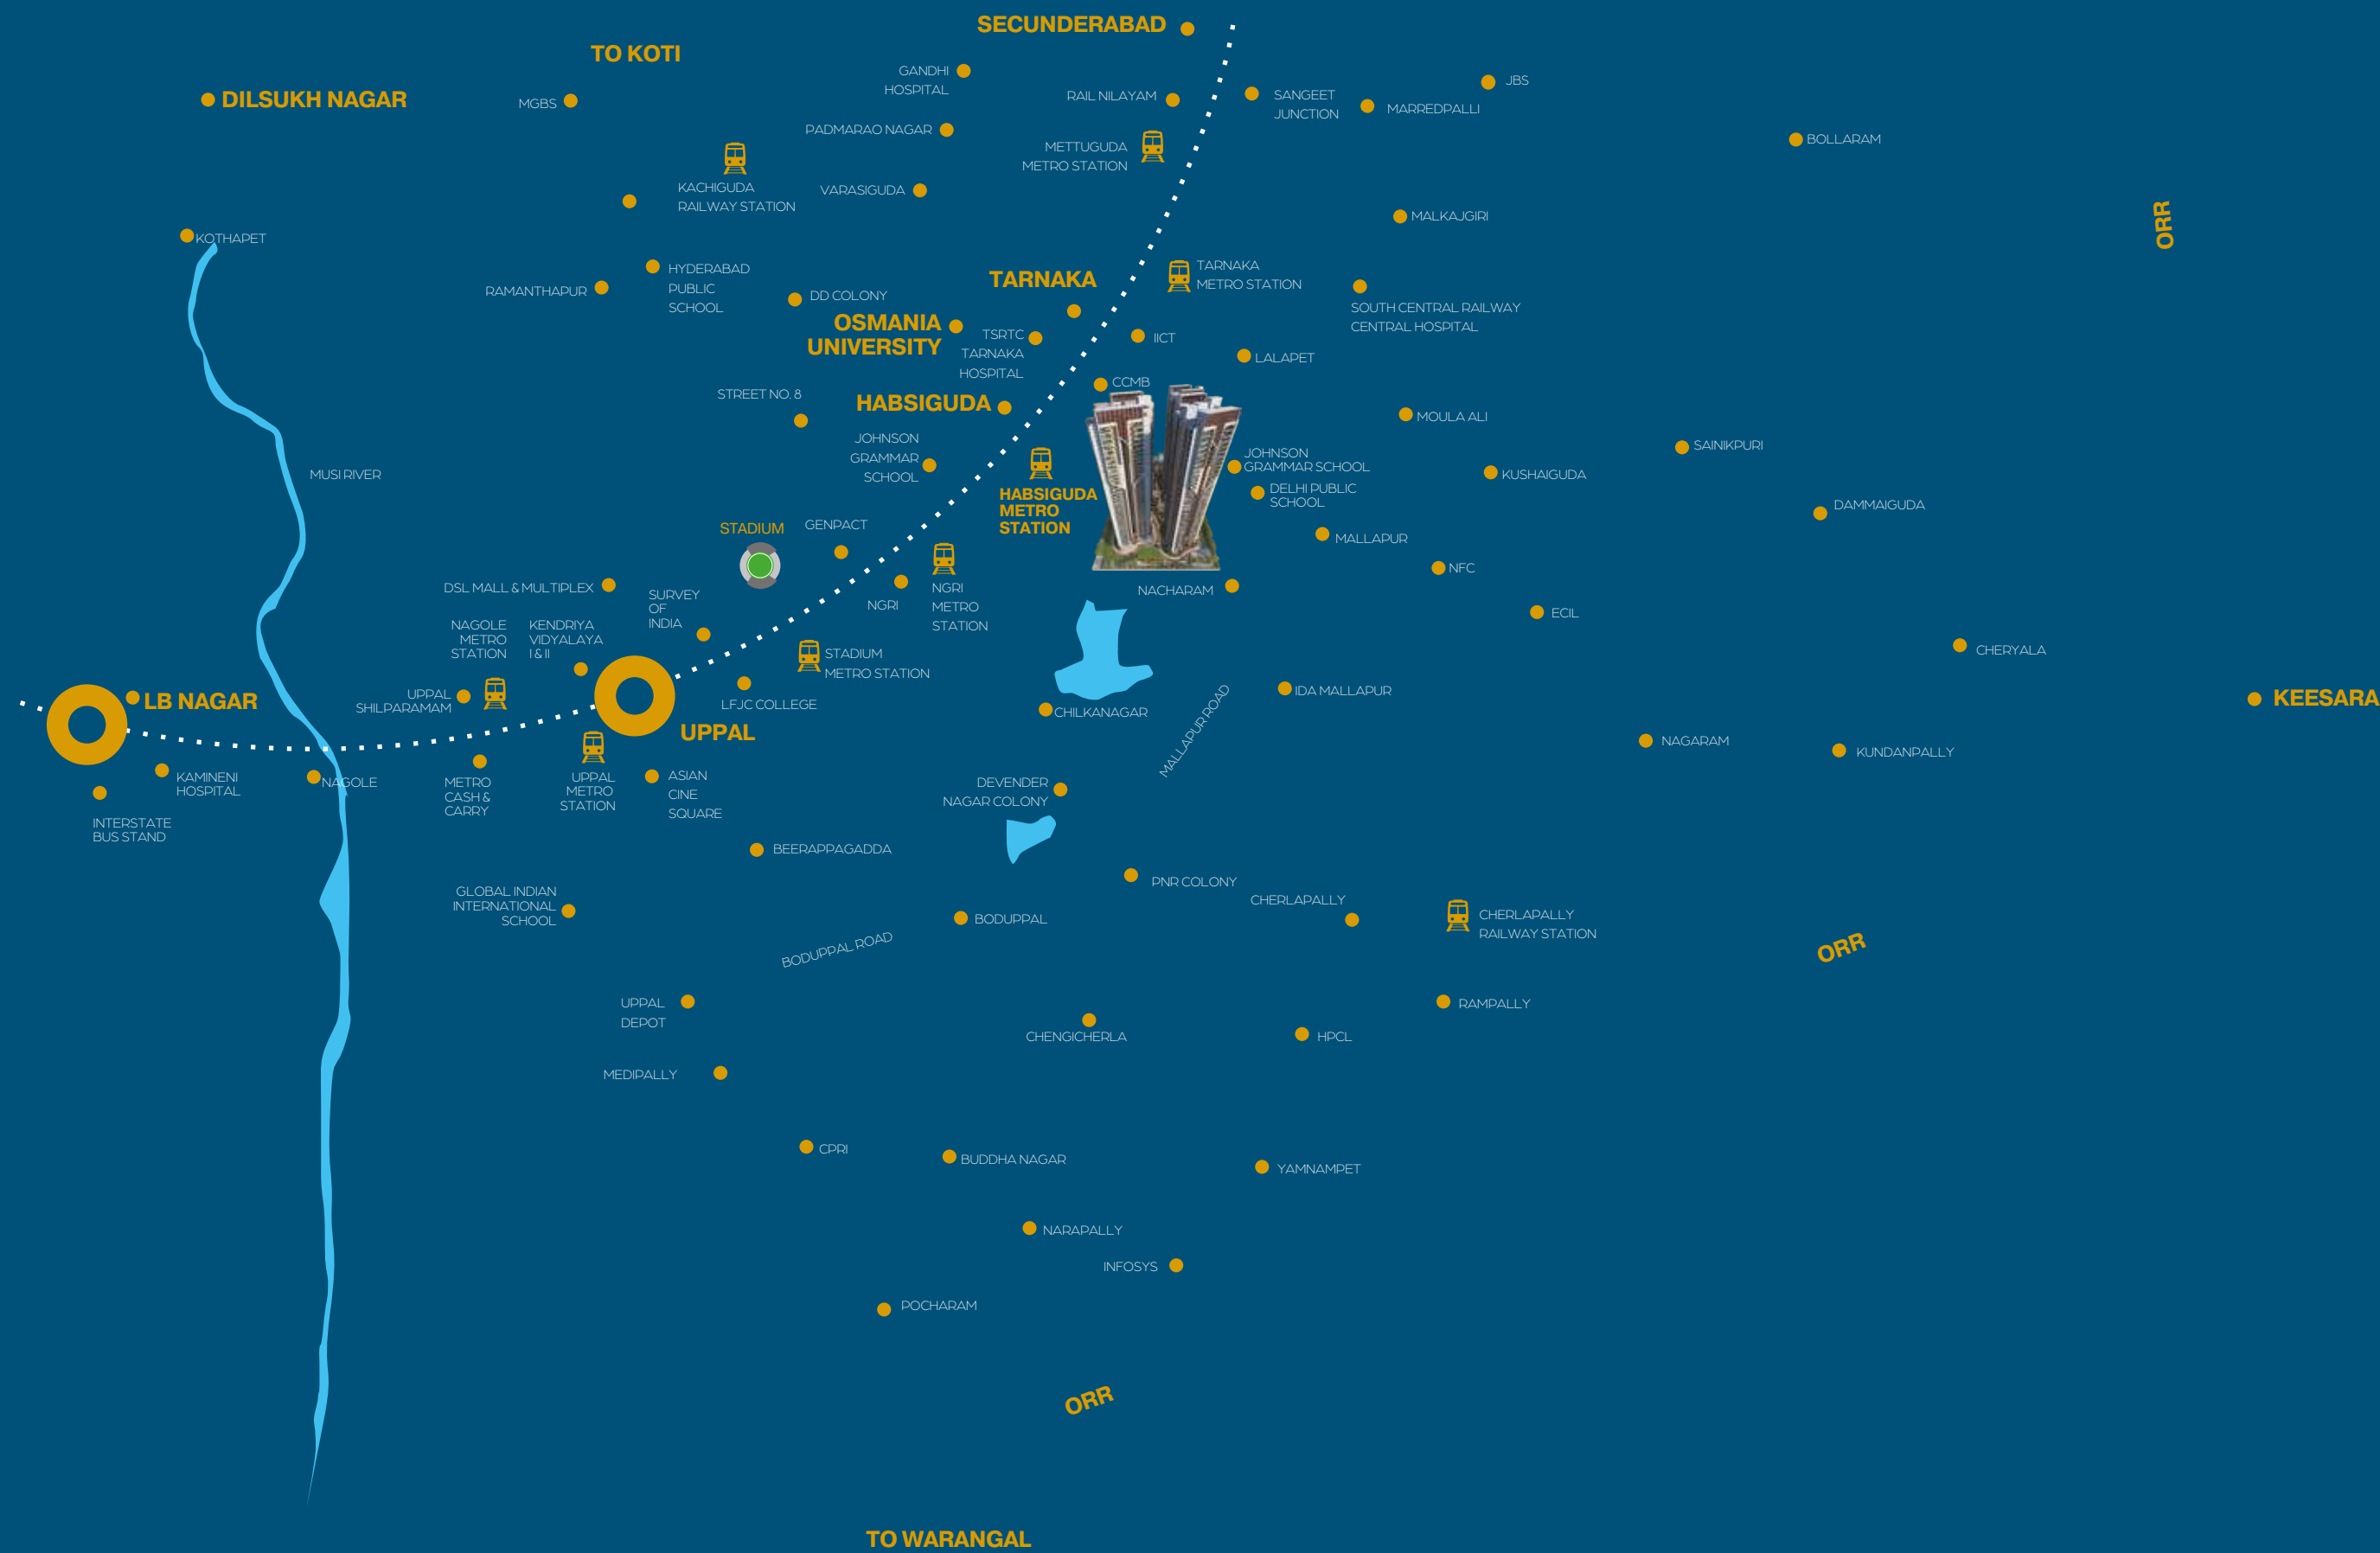 SECUNDERABAD
TO KOTI
DILSUKH NAGAR
MGBS
GANDHI
HOSPITAL
RAIL NILAYAM
SANGEET
JUNCTION
MARREDPALLI
JBS
PADMARAO NAGAR
METTUGUDA
METRO STATION
BOLLARAM
KACHIGUDA
RAILWAY STATION
VARASIGUDA
MALKAJGIRI
ORR
KOTHAPET
HYDERABAD
PUBLIC
SCHOOL
RAMANTHAPUR
DD COLONY
TARNAKA
TARNAKA
METRO STATION
SOUTH CENTRAL RAILWAY
CENTRAL HOSPITAL
OSMANIA
UNIVERSITY
TSRTC
TARNAKA
HOSPITAL
IICT
LALAPET
STREET NO. 8
HABSIGUDA
CCMB
MOULA ALI
JOHNSON
GRAMMAR
SCHOOL
SAINIKPURI
JOHNSON
GRAMMAR SCHOOL
MUSI RIVER
KUSHAIGUDA
HABSIGUDA
METRO
STATION
DELHI PUBLIC
SCHOOL
DAMMAIGUDA
STADIUM
GENPACT
MALLAPUR
NFC
DSL MALL & MULTIPLEX
SURVEY
OF
INDIA
NGRI
NGRI
METRO
STATION
NACHARAM
ECIL
NAGOLE
METRO
STATION
KENDRIYA
VIDYALAYA
I & II
STADIUM
METRO STATION
CHERYALA
LB NAGAR
UPPAL
SHILPARAMAM
LFJC COLLEGE
CHILKANAGAR
MALLAPUR ROAD
IDA MALLAPUR
KEESARA
UPPAL
NAGARAM
KUNDANPALLY
KAMINENI
HOSPITAL
NAGOLE
METRO
CASH &
CARRY
UPPAL
METRO
STATION
ASIAN
CINE
SQUARE
DEVENDER
NAGAR COLONY
INTERSTATE
BUS STAND
BEERAPPAGADDA
GLOBAL INDIAN
INTERNATIONAL
SCHOOL
PNR COLONY
CHERLAPALLY
BODUPPAL
CHERLAPALLY
RAILWAY STATION
BODUPPAL ROAD
ORR
UPPAL
DEPOT
RAMPALLY
CHENGICHERLA
HPCL
MEDIPALLY
CPRI
BUDDHA NAGAR
YAMNAMPET
NARAPALLY
INFOSYS
POCHARAM
ORR
TO WARANGAL